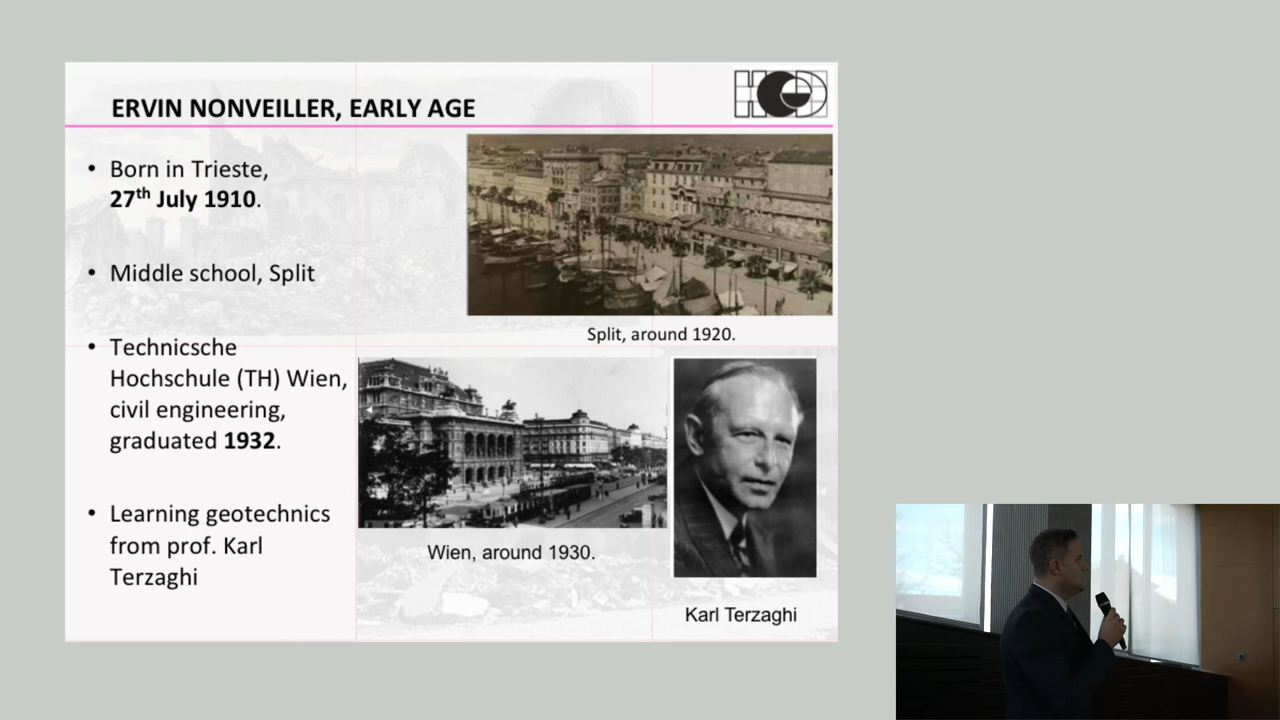 ERVIN NONVEILLER, EARLY AGE
HGD
• Born in Trieste,
27th July 1910.
• Middle school, Split
• Technicsche
Hochschule (TH) Wien,
civil engineering,
graduated 1932.
• Learning geotechnics
from prof. Karl
Terzaghi
Split, around 1920.
Wien, around 1930.
Karl Terzaghi